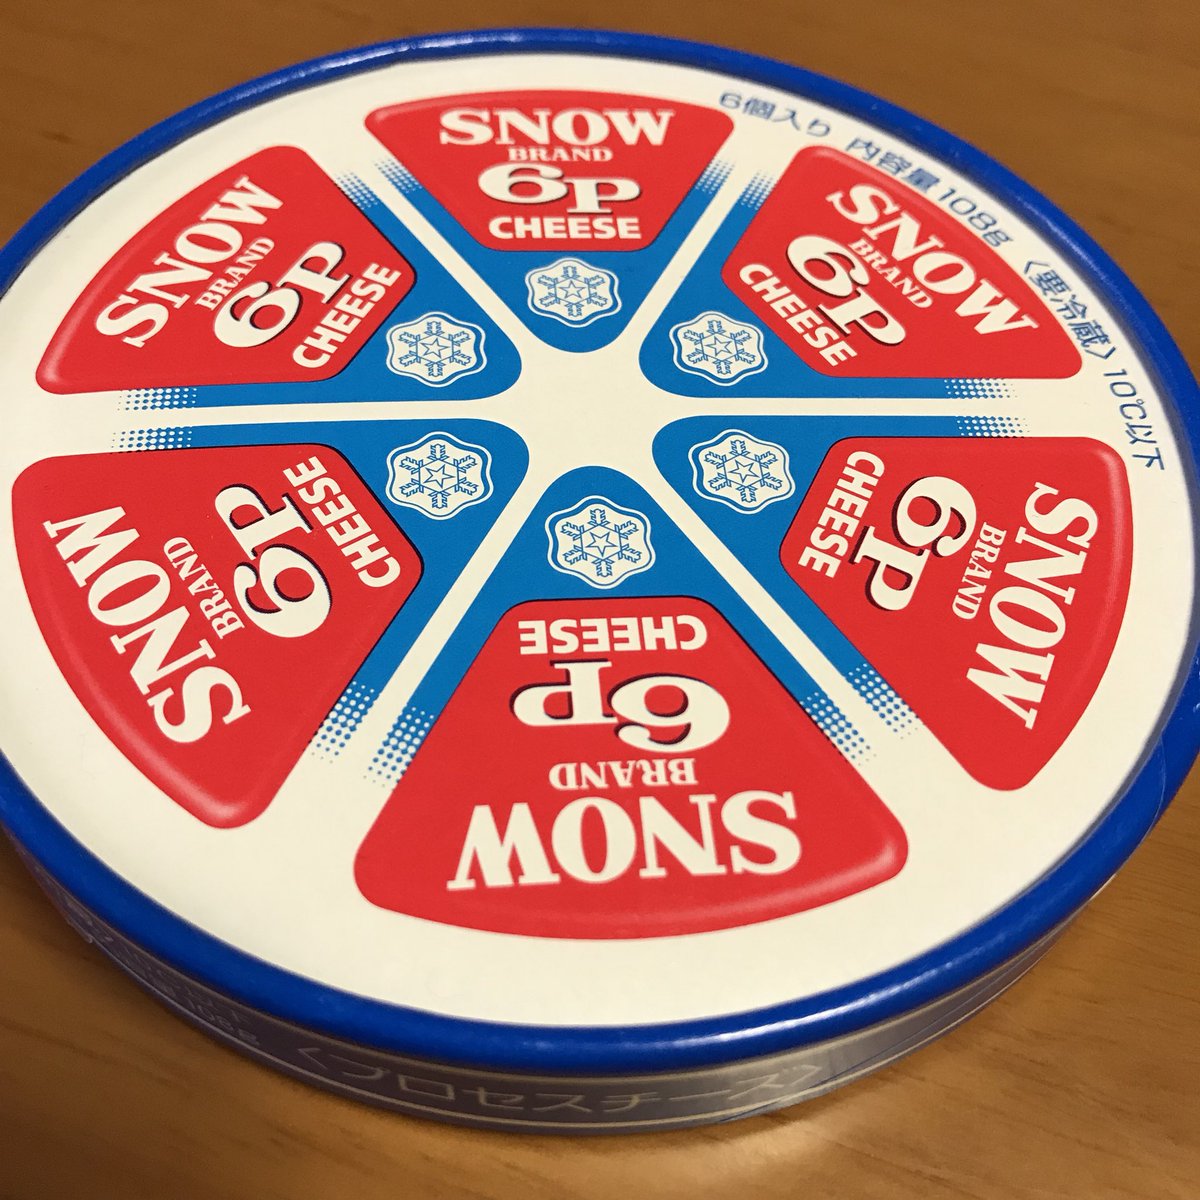 SNOW
BRAND
6P
CHEESE
6個入り 内容量108g 〈要冷蔵〉10℃以下
SNOW
BRAND
6P
CHEESE
SNOW
BRAND
6P
CHEESE
SNOW
BRAND
6P
CHEESE
SNOW
BRAND
6P
CHEESE
SNOW
BRAND
6P
CHEESE
〈プロセスチーズ〉